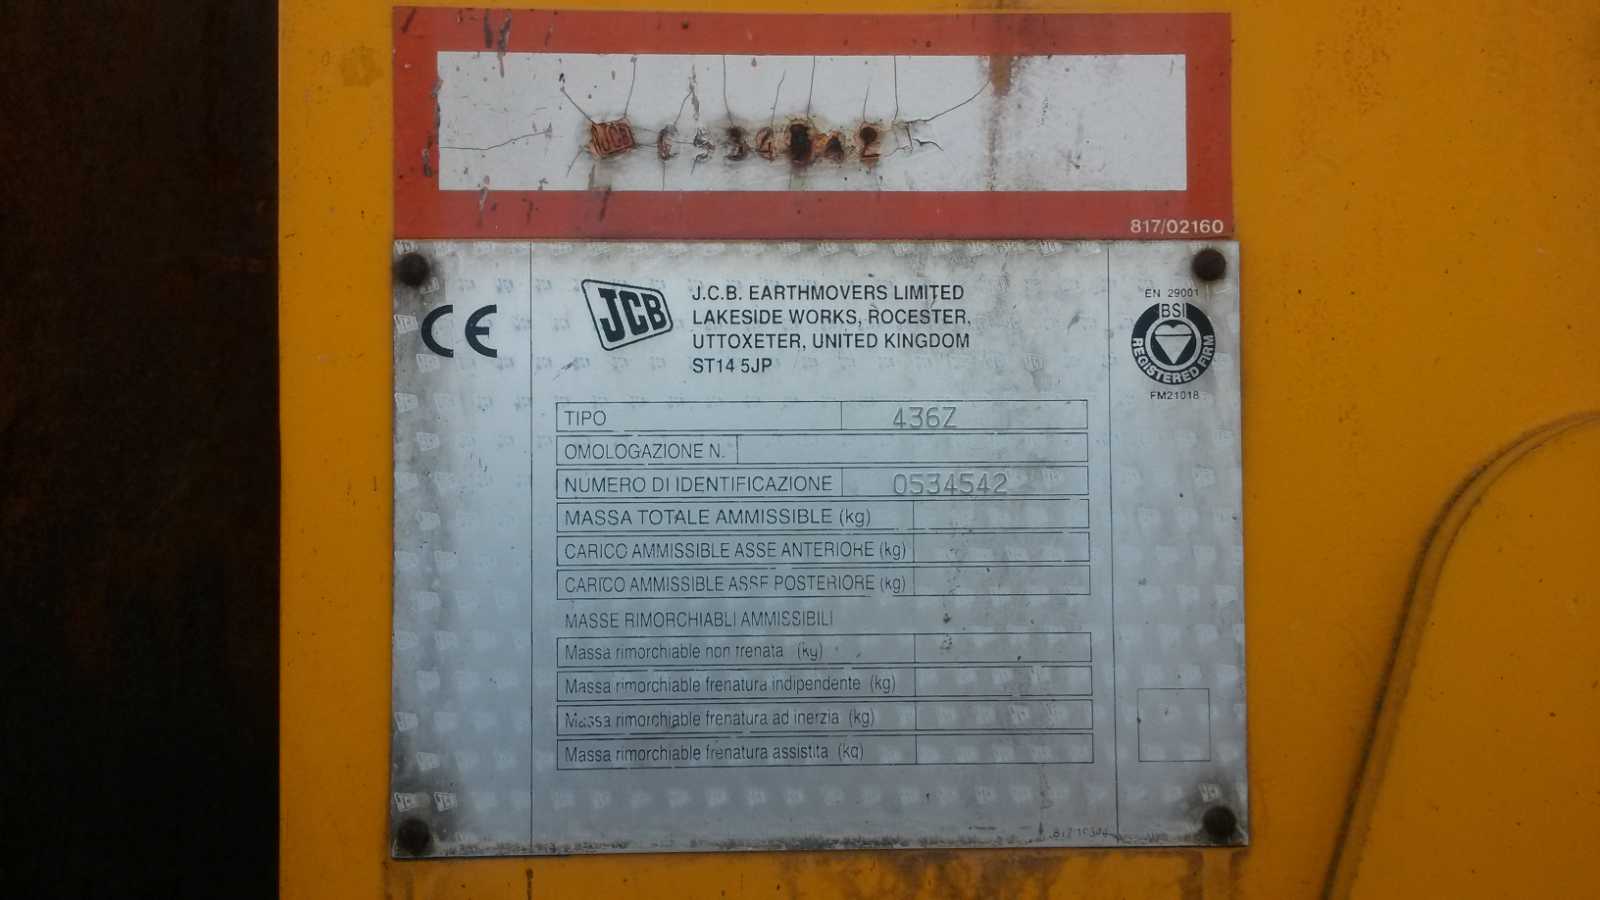 JCB
817/02160
CE
JCB
J.C.B. EARTHMOVERS LIMITED
LAKESIDE WORKS, ROCESTER,
UTTOXETER, UNITED KINGDOM
ST14 5JP
EN 29001
BSI
REGISTERED FIRM
FM21018
TIPO 436Z
OMOLOGAZIONE N.
NUMERO DI IDENTIFICAZIONE 0534542
MASSA TOTALE AMMISSIBLE (kg)
CARICO AMMISSIBLE ASSE ANTERIORE (kg)
CARICO AMMISSIBLE ASSE POSTERIORE (kg)
MASSE RIMORCHIABLI AMMISSIBILI
Massa rimorchiable non frenata (kg)
Massa rimorchiable frenatura indipendente (kg)
Massa rimorchiable frenatura ad inerzia (kg)
Massa rimorchiable frenatura assistita (kg)